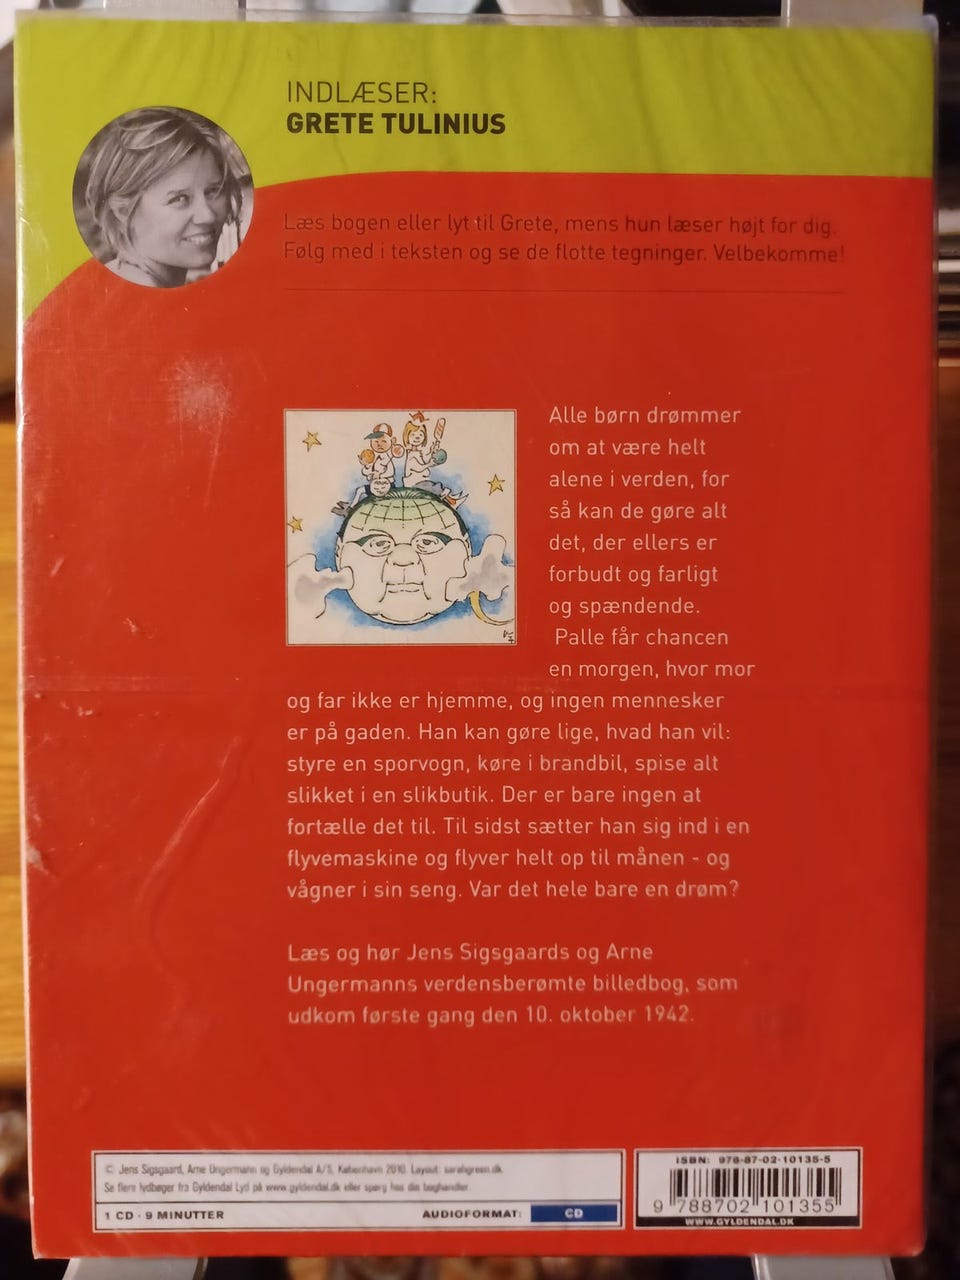 INDLÆSER:
GRETE TULINIUS
Læs bogen eller lyt til Grete, mens hun læser højt for dig.
Følg med i teksten og se de flotte tegninger. Velbekomme!
Alle børn drømmer
om at være helt
alene i verden, for
så kan de gøre alt
det, der ellers er
forbudt og farligt
og spændende.
Palle får chancen
en morgen, hvor mor
og far ikke er hjemme, og ingen mennesker
er på gaden. Han kan gøre lige, hvad han vil:
styre en sporvogn, køre i brandbil, spise alt
slikket i en slikbutik. Der er bare ingen at
fortælle det til. Til sidst sætter han sig ind i en
flyvemaskine og flyver helt op til månen - og
vågner i sin seng. Var det hele bare en drøm?
Læs og hør Jens Sigsgaards og Arne
Ungermanns verdensberømte billedbog, som
udkom første gang den 10. oktober 1942.
© Jens Sigsgaard, Arne Ungermann og Gyldendal A/S, København 2010. Layout: sarahgreen.dk
Se flere lydbøger fra Gyldendal Lyd på www.gyldendal.dk eller spørg hos din boghandler.
1 CD · 9 MINUTTER AUDIOFORMAT: CD
ISBN: 978-87-02-10135-5
9 788702 101355
WWW.GYLDENDAL.DK